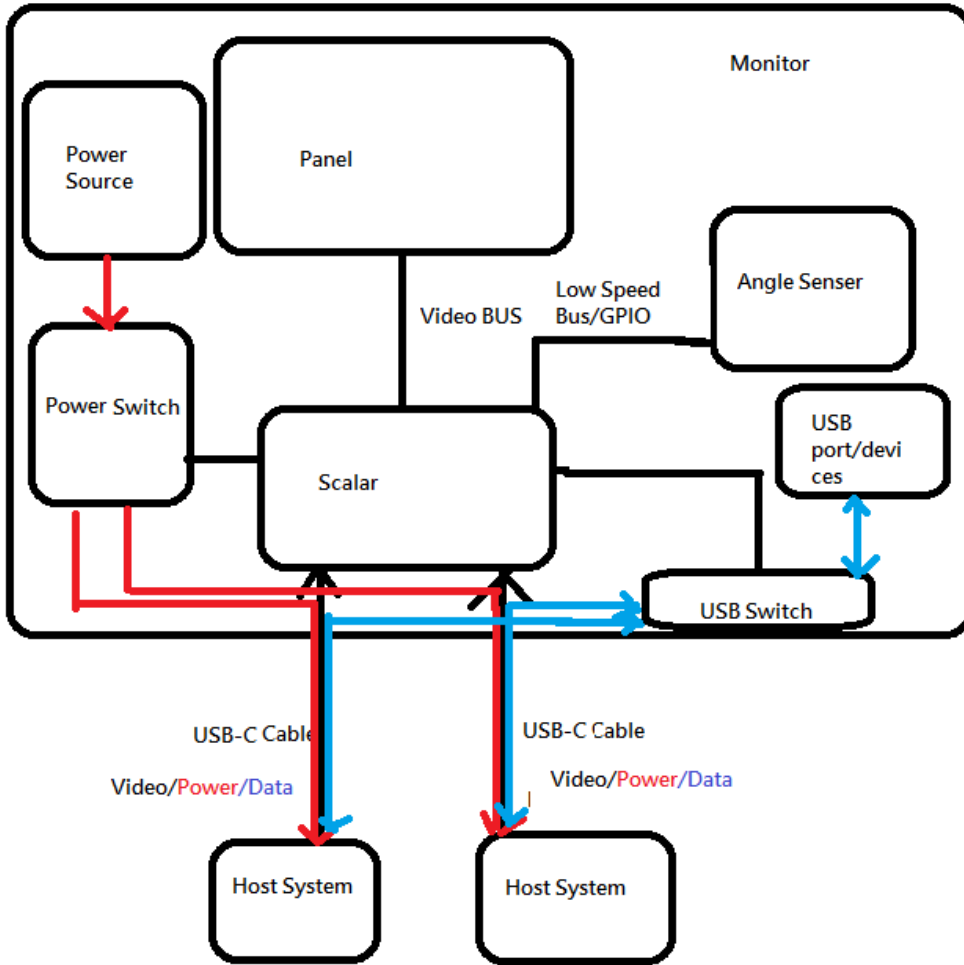 Monitor
Power
Source
Panel
Angle Senser
Low Speed
Bus/GPIO
Video BUS
Power Switch
USB
port/devi
ces
Scalar
USB Switch
USB-C Cable
Video/Power/Data
USB-C Cable
Video/Power/Data
Host System
Host System